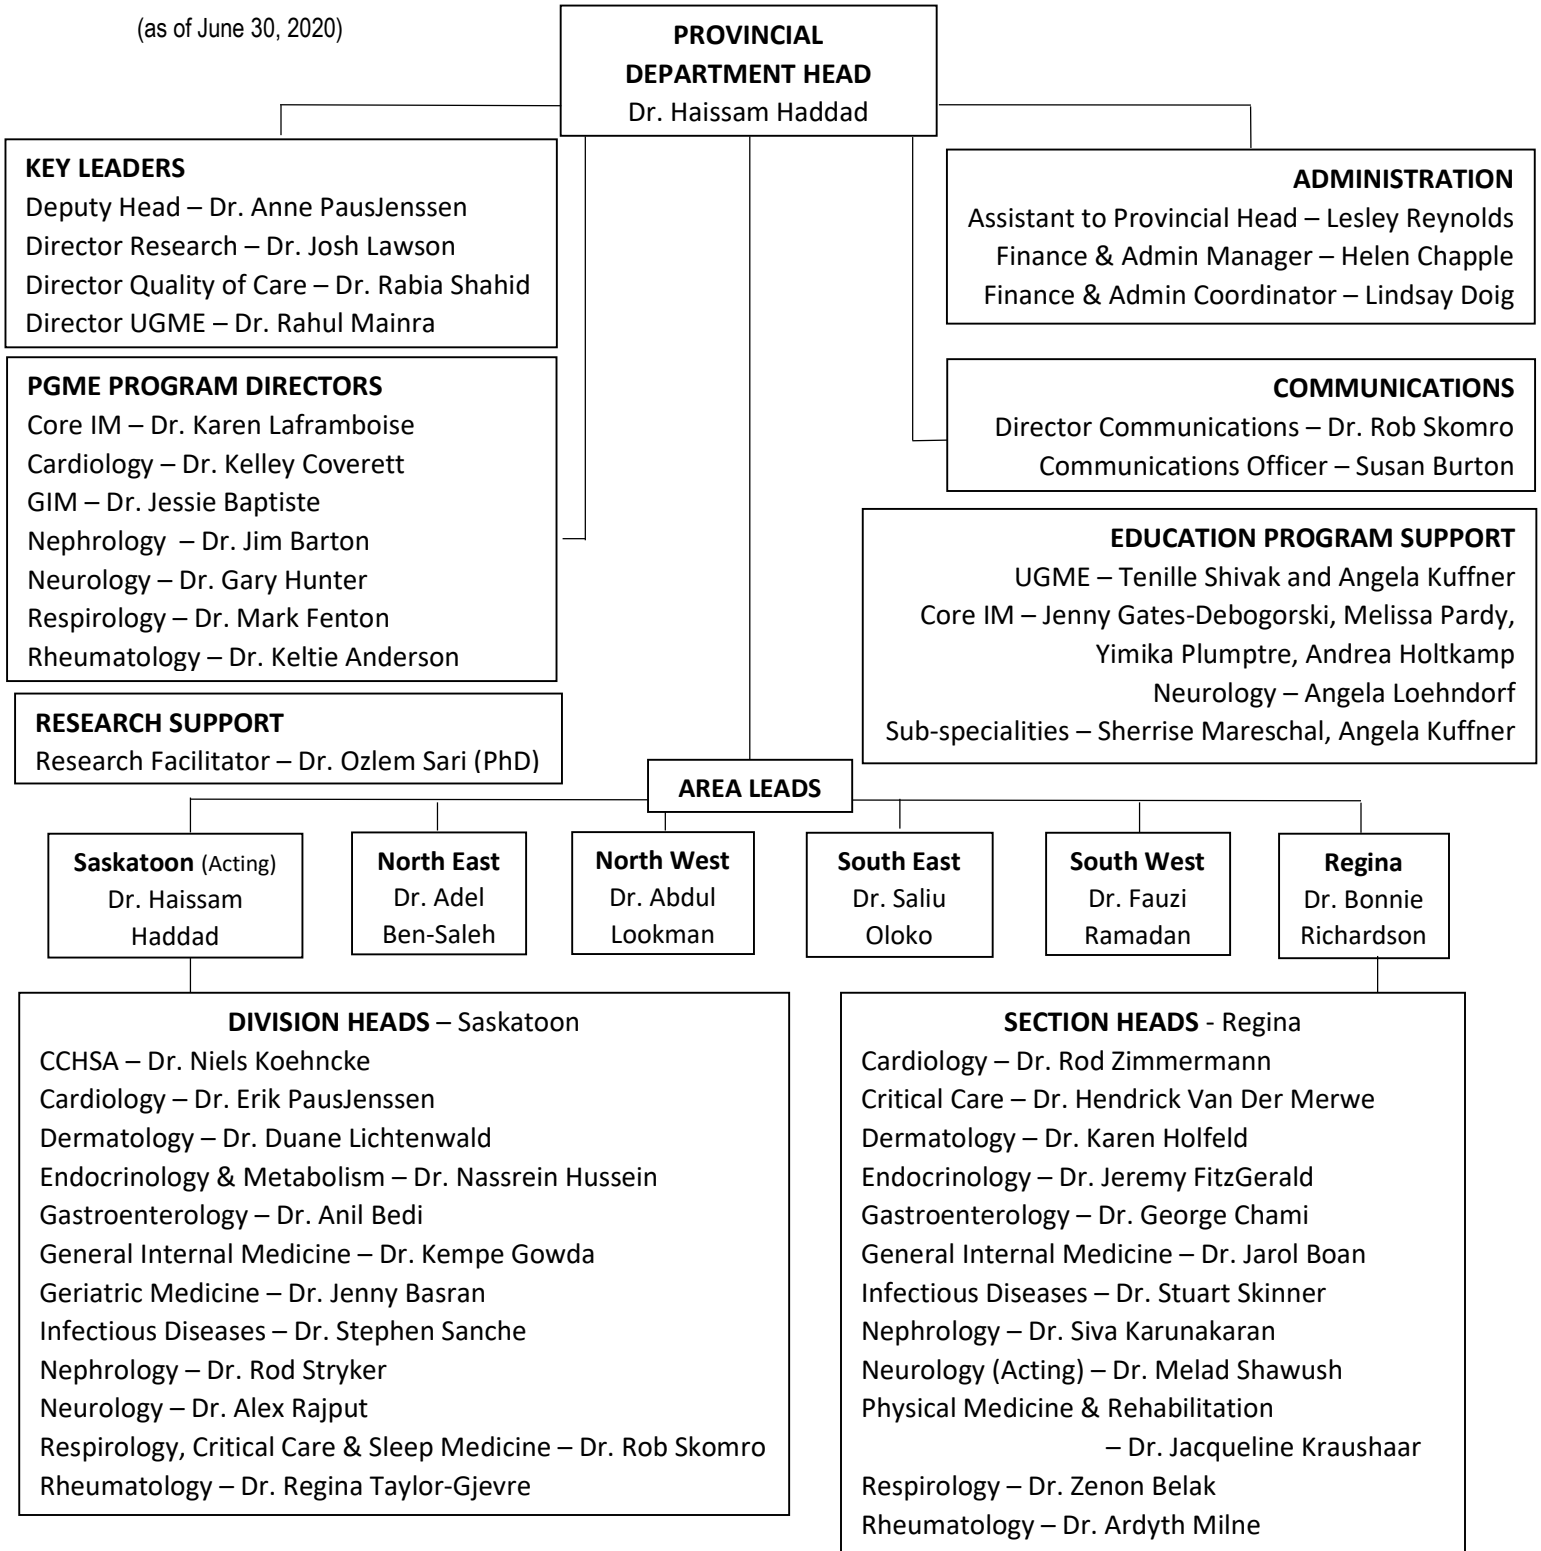 (as of June 30, 2020)
PROVINCIAL
DEPARTMENT HEAD
Dr. Haissam Haddad
KEY LEADERS
Deputy Head – Dr. Anne PausJenssen
Director Research – Dr. Josh Lawson
Director Quality of Care – Dr. Rabia Shahid
Director UGME – Dr. Rahul Mainra
ADMINISTRATION
Assistant to Provincial Head – Lesley Reynolds
Finance & Admin Manager – Helen Chapple
Finance & Admin Coordinator – Lindsay Doig
PGME PROGRAM DIRECTORS
Core IM – Dr. Karen Laframboise
Cardiology – Dr. Kelley Coverett
GIM – Dr. Jessie Baptiste
Nephrology – Dr. Jim Barton
Neurology – Dr. Gary Hunter
Respirology – Dr. Mark Fenton
Rheumatology – Dr. Keltie Anderson
COMMUNICATIONS
Director Communications – Dr. Rob Skomro
Communications Officer – Susan Burton
EDUCATION PROGRAM SUPPORT
UGME – Tenille Shivak and Angela Kuffner
Core IM – Jenny Gates-Debogorski, Melissa Pardy,
Yimika Plumptre, Andrea Holtkamp
Neurology – Angela Loehndorf
Sub-specialities – Sherrise Mareschal, Angela Kuffner
RESEARCH SUPPORT
Research Facilitator – Dr. Ozlem Sari (PhD)
AREA LEADS
Saskatoon (Acting)
Dr. Haissam
Haddad
North East
Dr. Adel
Ben-Saleh
North West
Dr. Abdul
Lookman
South East
Dr. Saliu
Oloko
South West
Dr. Fauzi
Ramadan
Regina
Dr. Bonnie
Richardson
DIVISION HEADS – Saskatoon
CCHSA – Dr. Niels Koehncke
Cardiology – Dr. Erik PausJenssen
Dermatology – Dr. Duane Lichtenwald
Endocrinology & Metabolism – Dr. Nassrein Hussein
Gastroenterology – Dr. Anil Bedi
General Internal Medicine – Dr. Kempe Gowda
Geriatric Medicine – Dr. Jenny Basran
Infectious Diseases – Dr. Stephen Sanche
Nephrology – Dr. Rod Stryker
Neurology – Dr. Alex Rajput
Respirology, Critical Care & Sleep Medicine – Dr. Rob Skomro
Rheumatology – Dr. Regina Taylor-Gjevre
SECTION HEADS - Regina
Cardiology – Dr. Rod Zimmermann
Critical Care – Dr. Hendrick Van Der Merwe
Dermatology – Dr. Karen Holfeld
Endocrinology – Dr. Jeremy FitzGerald
Gastroenterology – Dr. George Chami
General Internal Medicine – Dr. Jarol Boan
Infectious Diseases – Dr. Stuart Skinner
Nephrology – Dr. Siva Karunakaran
Neurology (Acting) – Dr. Melad Shawush
Physical Medicine & Rehabilitation
– Dr. Jacqueline Kraushaar
Respirology – Dr. Zenon Belak
Rheumatology – Dr. Ardyth Milne